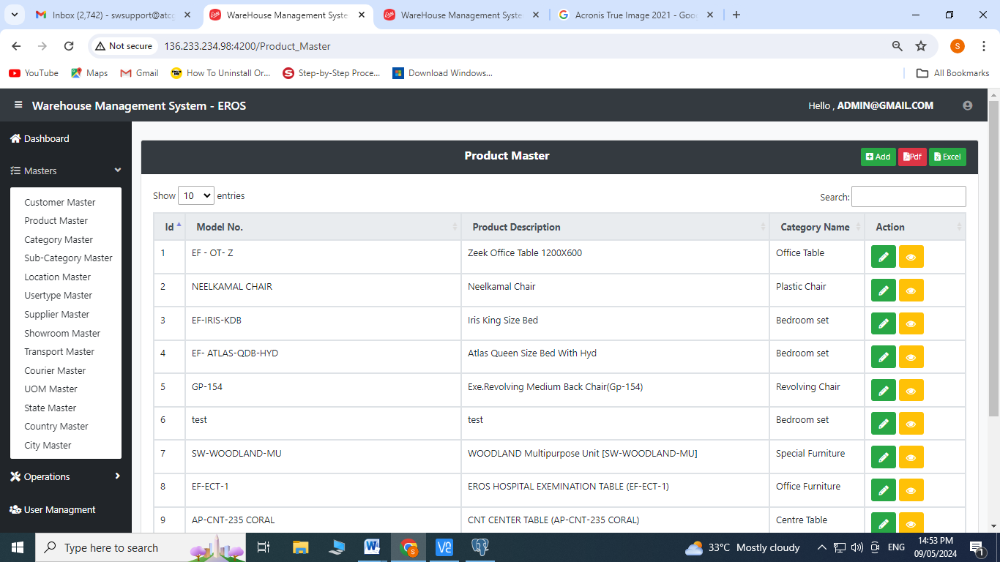 Inbox (2,742) - swsupport@atcg
WareHouse Management Syste
WareHouse Management Syste
Acronis True Image 2021 - Goo
Not secure
136.233.234.98:4200/Product_Master
S
YouTube
Maps
Gmail
How To Uninstall Or...
Step-by-Step Proce...
Download Windows...
All Bookmarks
Warehouse Management System - EROS
Hello , ADMIN@GMAIL.COM
Dashboard
Masters
Customer Master
Product Master
Category Master
Sub-Category Master
Location Master
Usertype Master
Supplier Master
Showroom Master
Transport Master
Courier Master
UOM Master
State Master
Country Master
City Master
Operations
User Managment
Product Master
Add
Pdf
Excel
Show 10 entries
Search:
Id Model No. Product Description Category Name Action
1 EF - OT- Z Zeek Office Table 1200X600 Office Table
2 NEELKAMAL CHAIR Neelkamal Chair Plastic Chair
3 EF-IRIS-KDB Iris King Size Bed Bedroom set
4 EF- ATLAS-QDB-HYD Atlas Queen Size Bed With Hyd Bedroom set
5 GP-154 Exe.Revolving Medium Back Chair(Gp-154) Revolving Chair
6 test test Bedroom set
7 SW-WOODLAND-MU WOODLAND Multipurpose Unit [SW-WOODLAND-MU] Special Furniture
8 EF-ECT-1 EROS HOSPITAL EXEMINATION TABLE (EF-ECT-1) Office Furniture
9 AP-CNT-235 CORAL CNT CENTER TABLE (AP-CNT-235 CORAL) Centre Table
Type here to search
33°C Mostly cloudy
ENG
14:53 PM
09/05/2024
1